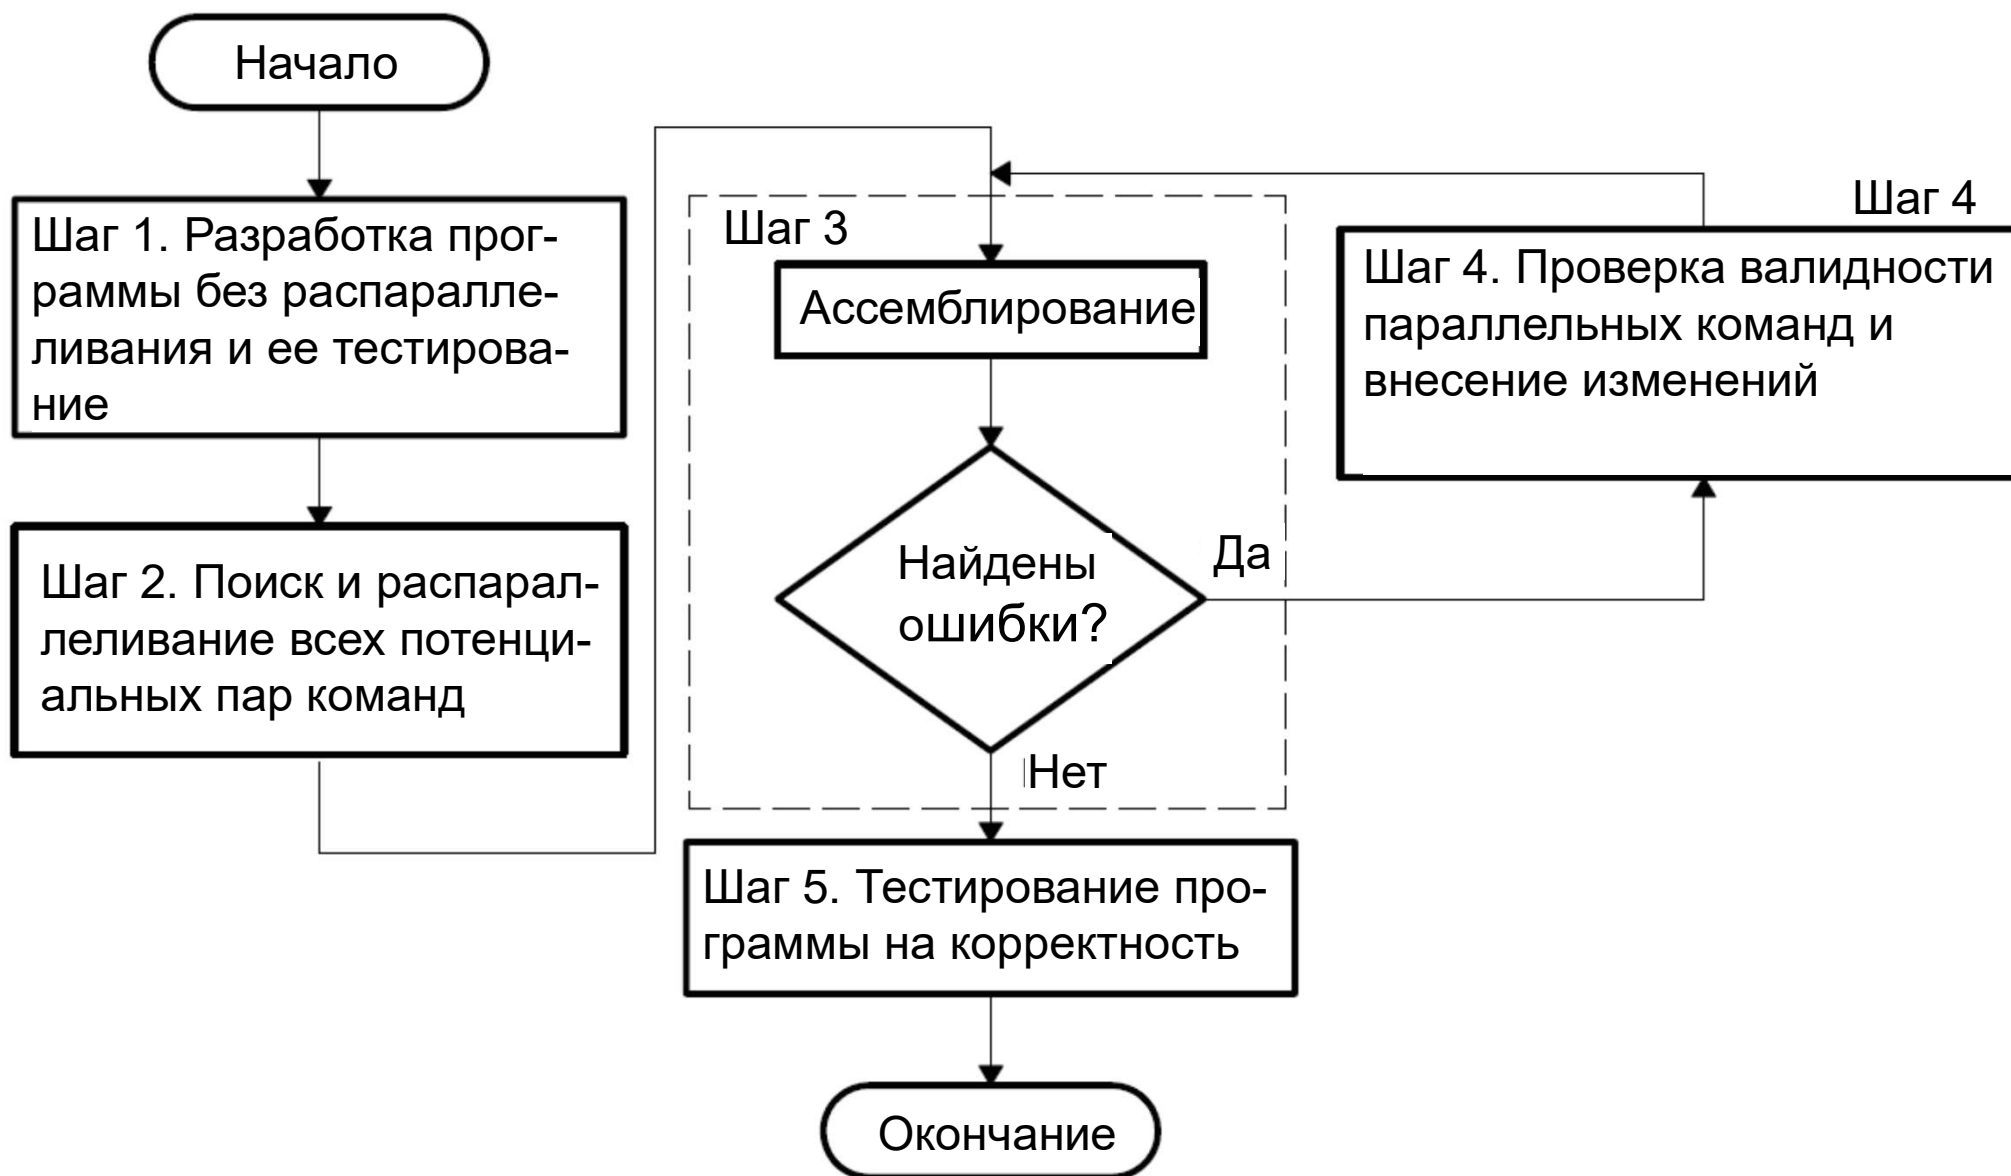 Начало
Шаг 1. Разработка прог-
раммы без распаралле-
ливания и ее тестирова-
ние
Шаг 2. Поиск и распарал-
леливание всех потенци-
альных пар команд
Шаг 3
Ассемблирование
Найдены
ошибки?
Да
Нет
Шаг 4
Шаг 4. Проверка валидности
параллельных команд и
внесение изменений
Шаг 5. Тестирование про-
граммы на корректность
Окончание